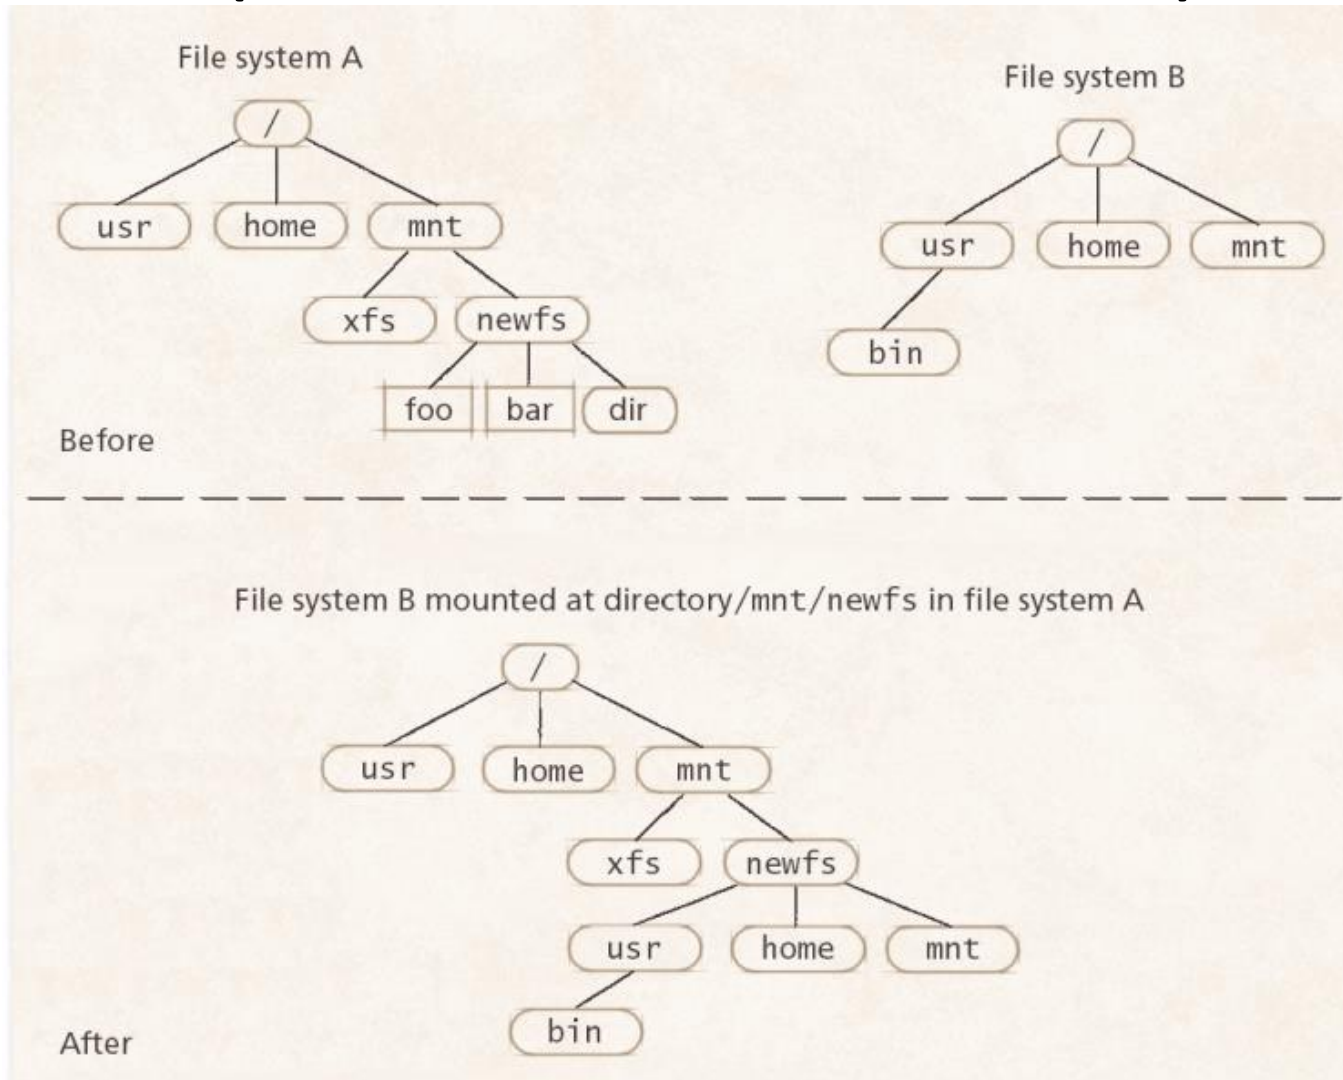 File system A
File system B
/
/
usr home mnt
usr home mnt
xfs newfs
bin
foo bar dir
Before
File system B mounted at directory/mnt/newfs in file system A
/
usr home mnt
xfs newfs
usr home mnt
bin
After